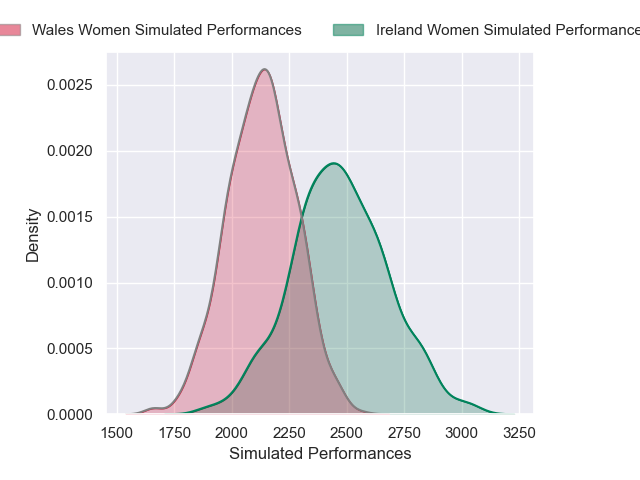 Wales Women Simulated Performances Ireland Women Simulated Performance
0.0025
0.0020
0.0015
0.0010
0.0005
0.0000
Density
1500 1750 2000 2250 2500 2750 3000 3250
Simulated Performances